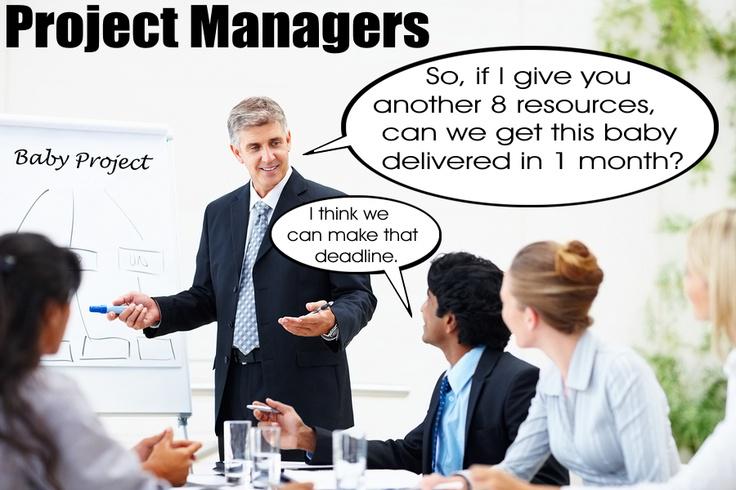 Project Managers
So, if I give you
another 8 resources,
can we get this baby
delivered in 1 month?
Baby Project
I think we
can make that
deadline.